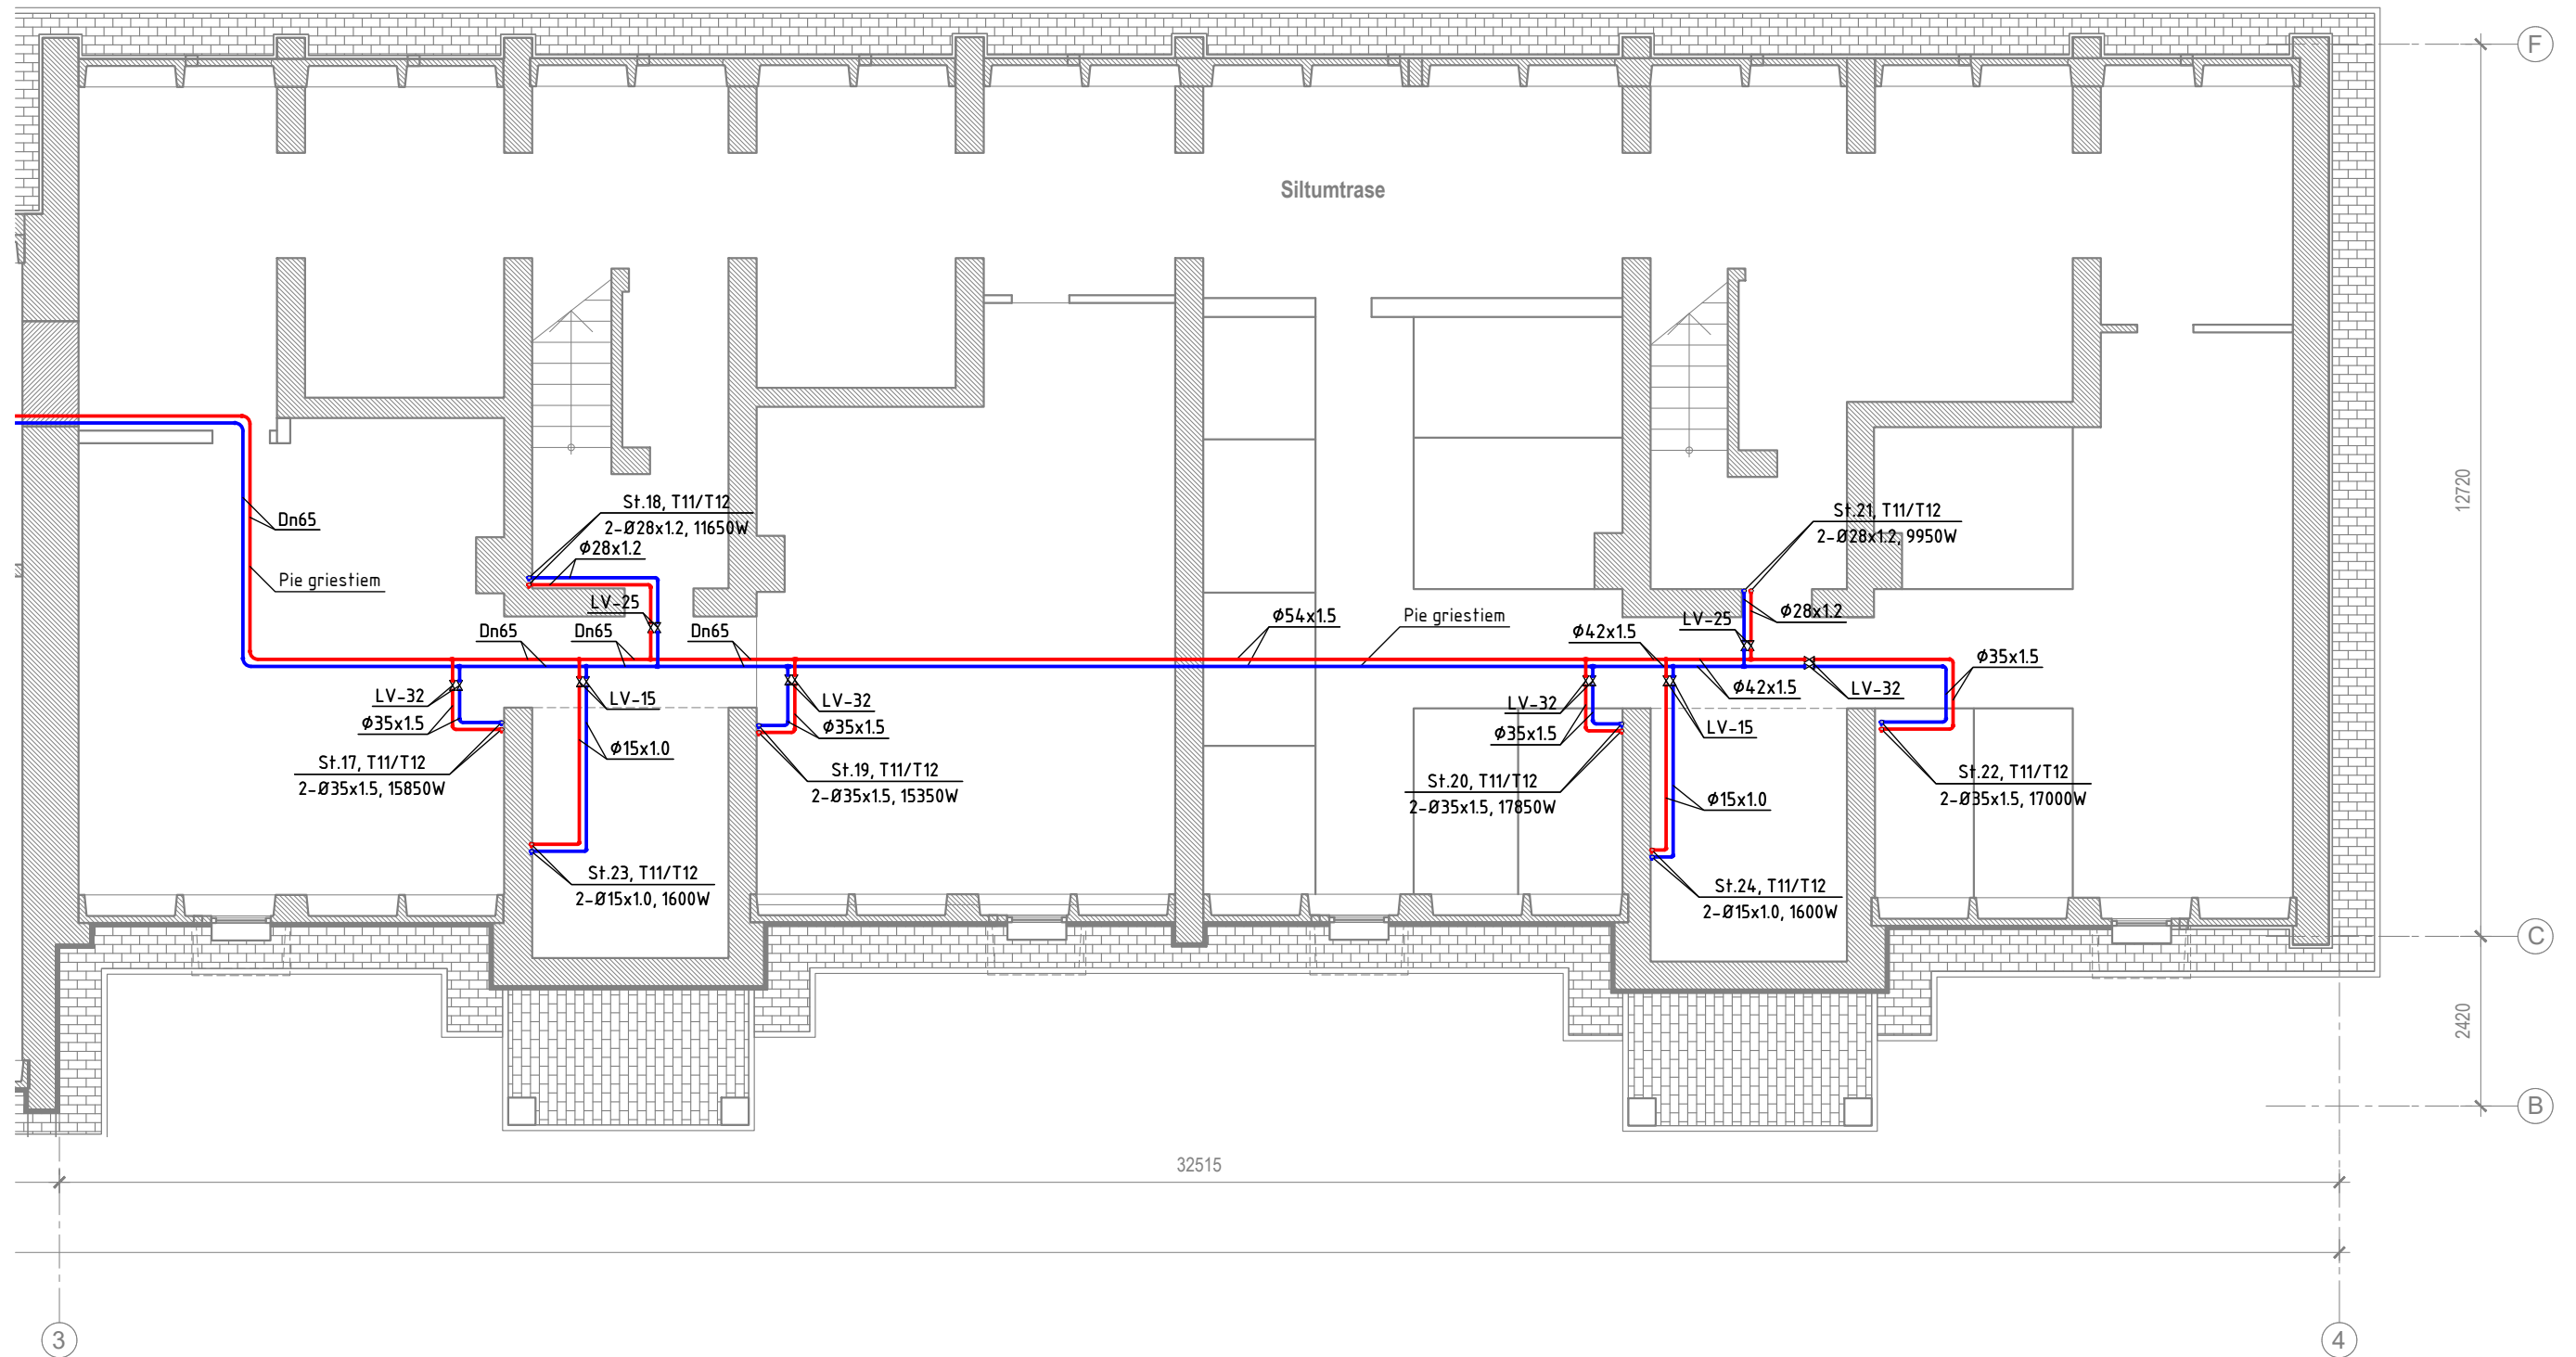 F
Siltumtrase
12720
St.18, T11/T12
2-Ø28x1.2, 11650W
Ø28x1.2
Dn65
Pie griestiem
LV-25
Dn65
Dn65
Dn65
LV-32
Ø35x1.5
LV-15
Ø15x1.0
LV-32
Ø35x1.5
St.17, T11/T12
2-Ø35x1.5, 15850W
St.19, T11/T12
2-Ø35x1.5, 15350W
St.23, T11/T12
2-Ø15x1.0, 1600W
Ø54x1.5
Pie griestiem
St.21, T11/T12
2-Ø28x1.2, 9950W
Ø28x1.2
LV-25
Ø42x1.5
Ø35x1.5
LV-32
Ø42x1.5
LV-32
Ø35x1.5
LV-15
St.20, T11/T12
2-Ø35x1.5, 17850W
Ø15x1.0
St.22, T11/T12
2-Ø35x1.5, 17000W
St.24, T11/T12
2-Ø15x1.0, 1600W
C
2420
B
32515
3
4